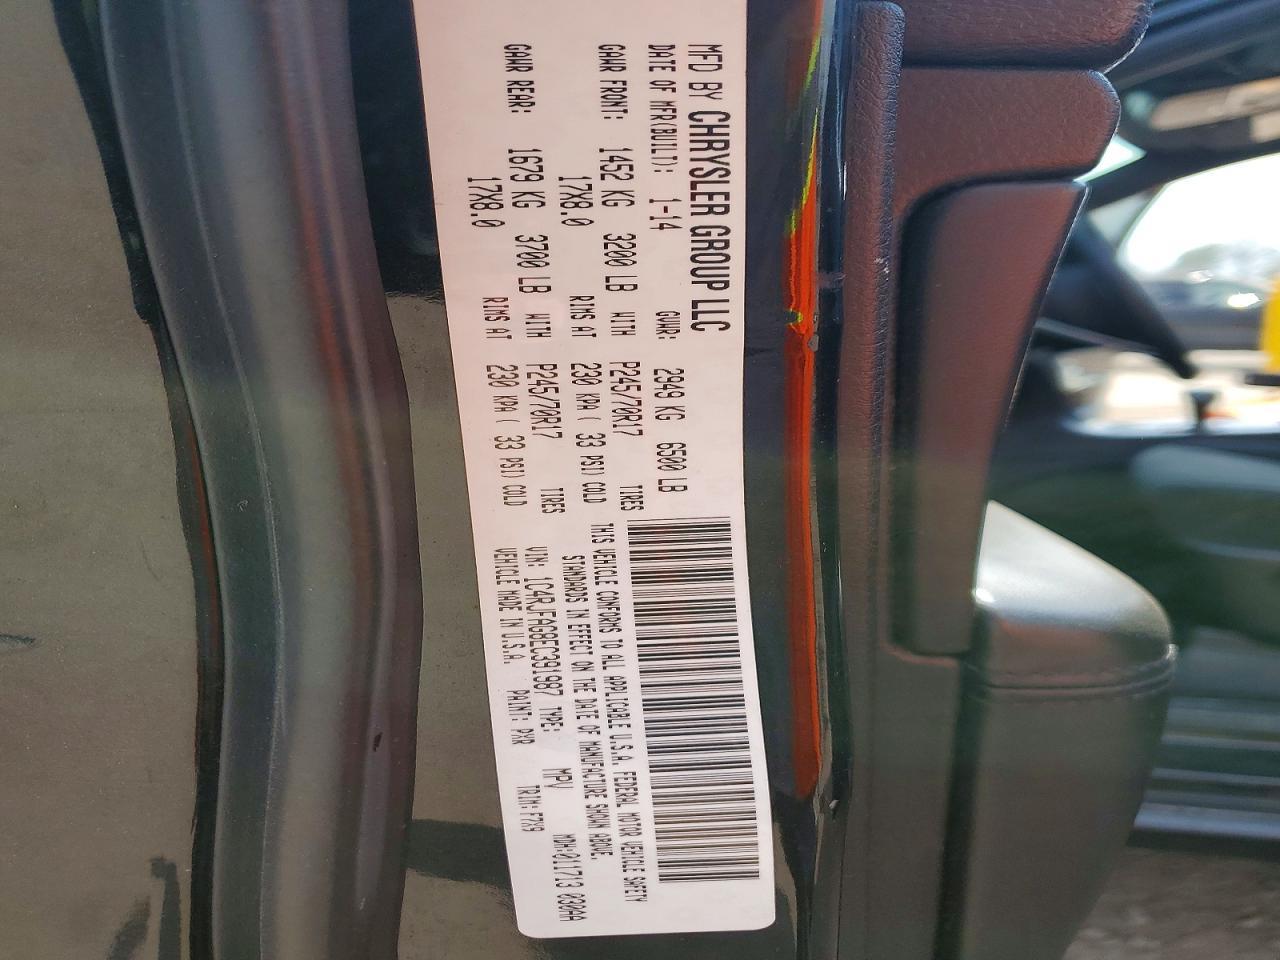 MFD BY CHRYSLER GROUP LLC
DATE OF MFR(BUILT): 1-14 GVWR: 2949 KG 6500 LB
GAWR FRONT: 1452 KG 3200 LB WITH P245/70R17 TIRES
17X8.0 RIMS AT 230 KPA ( 33 PSI) COLD
GAWR REAR: 1679 KG 3700 LB WITH P245/70R17 TIRES
17X8.0 RIMS AT 230 KPA ( 33 PSI) COLD
THIS VEHICLE CONFORMS TO ALL APPLICABLE U.S.A. FEDERAL MOTOR VEHICLE SAFETY
STANDARDS IN EFFECT ON THE DATE OF MANUFACTURE SHOWN ABOVE.
VIN: 1C4RJFAG8EC391987 TYPE: MPV MDH:011713 030AA
VEHICLE MADE IN U.S.A. PAINT: PXR TRIM:F7X9